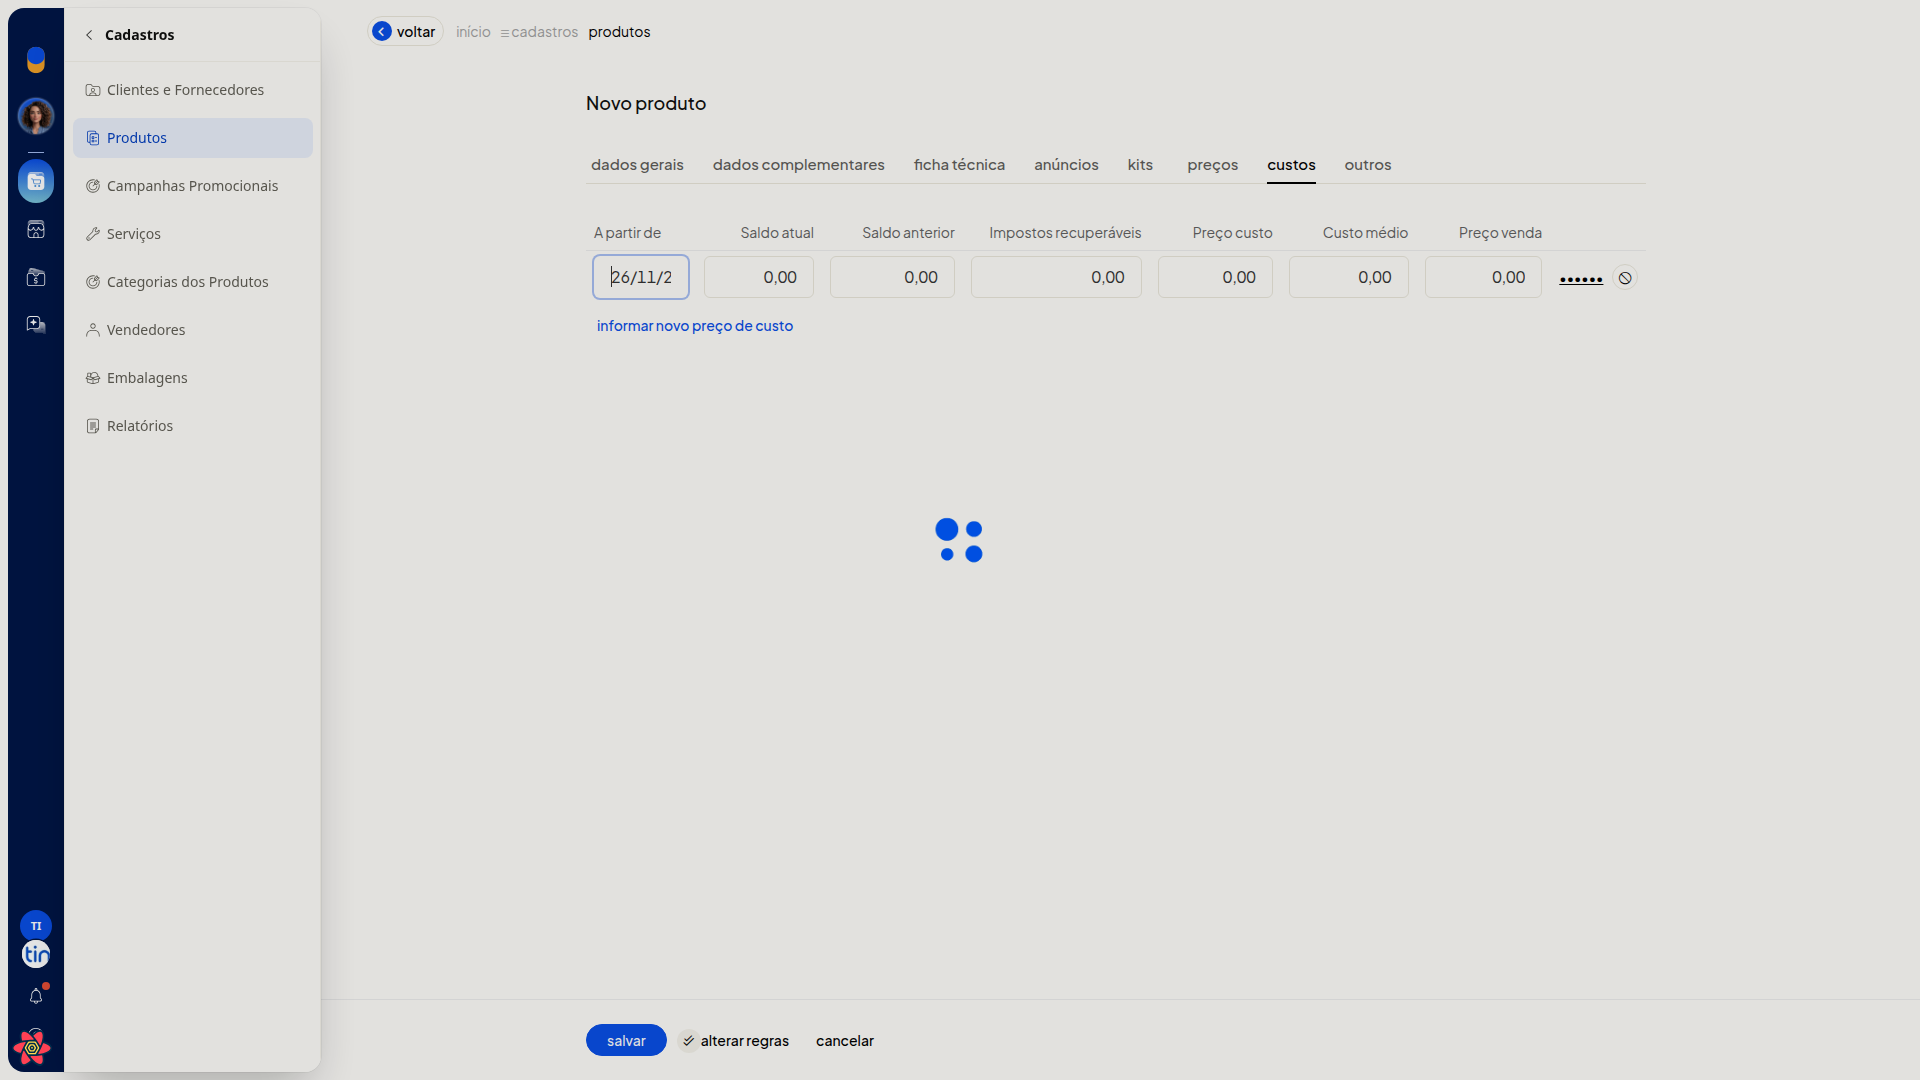 Cadastros
Clientes e Fornecedores
Produtos
Campanhas Promocionais
Serviços
Categorias dos Produtos
Vendedores
Embalagens
Relatórios
TI
tin
voltar início cadastros produtos
Novo produto
dados gerais dados complementares ficha técnica anúncios kits preços custos outros
A partir de Saldo atual Saldo anterior Impostos recuperáveis Preço custo Custo médio Preço venda
26/11/2 0,00 0,00 0,00 0,00 0,00 0,00
informar novo preço de custo
salvar alterar regras cancelar